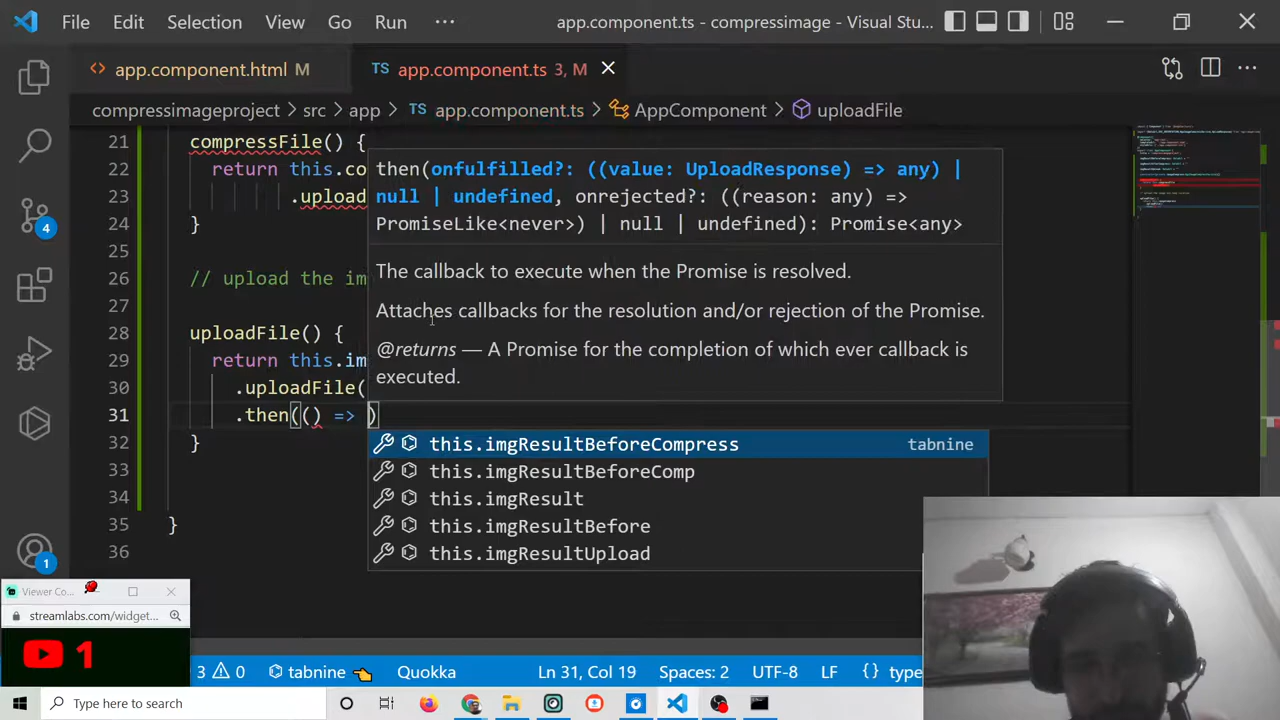 File Edit Selection View Go Run ··· app.component.ts - compressimage - Visual Stu...
<> app.component.html M TS app.component.ts 3, M
compressimageproject > src > app > TS app.component.ts > AppComponent > uploadFile
21 compressFile() {
22 return this.co
23 .upload
24 }
25
26 // upload the im
27
28 uploadFile() {
29 return this.im
30 .uploadFile(
31 .then(() => )
32 }
33
34
35 }
36
then(onfulfilled?: ((value: UploadResponse) => any) |
null | undefined, onrejected?: ((reason: any) =>
PromiseLike<never>) | null | undefined): Promise<any>
The callback to execute when the Promise is resolved.
Attaches callbacks for the resolution and/or rejection of the Promise.
@returns — A Promise for the completion of which ever callback is
executed.
this.imgResultBeforeCompress tabnine
this.imgResultBeforeComp
this.imgResult
this.imgResultBefore
this.imgResultUpload
4
1
Viewer Co...
streamlabs.com/widget...
1
3 0 tabnine Quokka Ln 31, Col 19 Spaces: 2 UTF-8 LF {} type
Type here to search